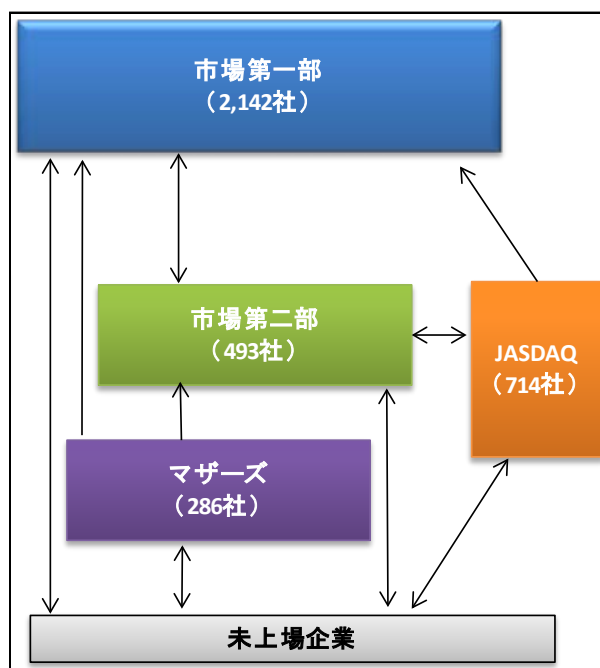 市場第一部
（2,142社）
市場第二部
（493社）
JASDAQ
（714社）
マザーズ
（286社）
未上場企業